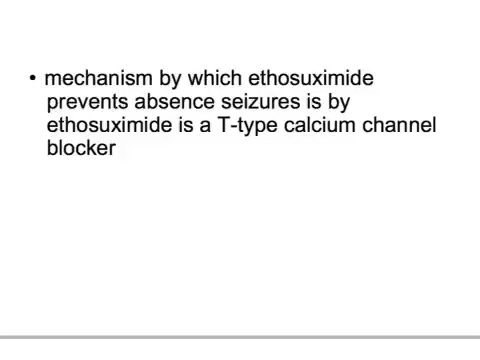 • mechanism by which ethosuximide
prevents absence seizures is by
ethosuximide is a T-type calcium channel
blocker